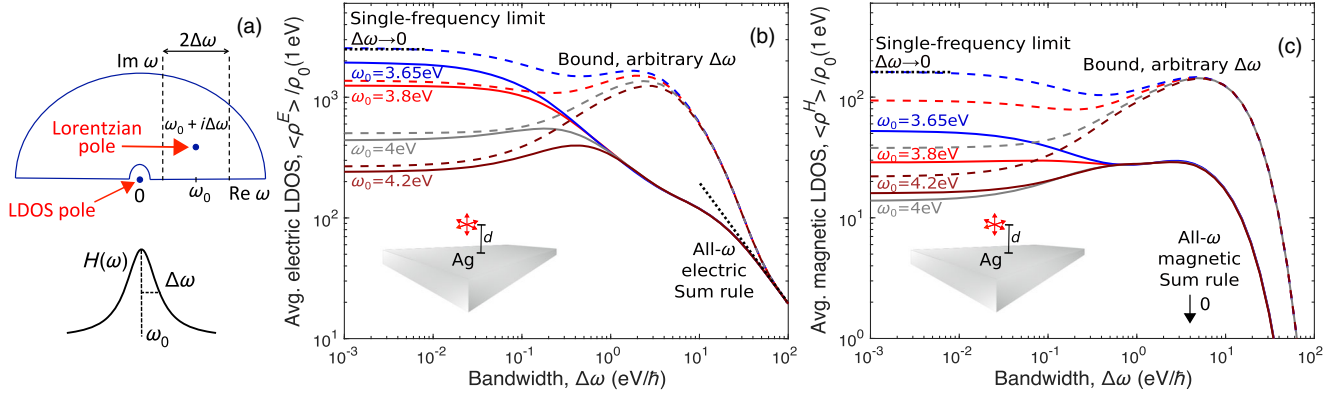 (a)
2Δω
Im ω
Lorentzian
pole
ω₀ + iΔω
LDOS pole
0
ω₀
Re ω
H(ω)
Δω
ω₀
Avg. electric LDOS, <ρᴱ> /ρ₀(1 eV)
10³
10²
10¹
Single-frequency limit
Δω→0
(b)
Bound, arbitrary Δω
ω₀=3.65eV
ω₀=3.8eV
ω₀=4eV
ω₀=4.2eV
d
Ag
All-ω
electric
Sum rule
10⁻³
10⁻²
10⁻¹
10⁰
10¹
10²
Bandwidth, Δω (eV/ℏ)
Avg. magnetic LDOS, <ρᴴ> /ρ₀(1 eV)
10²
10¹
10⁰
Single-frequency limit
Δω→0
(c)
Bound, arbitrary Δω
ω₀=3.65eV
ω₀=3.8eV
ω₀=4.2eV
ω₀=4eV
d
Ag
All-ω
magnetic
Sum rule
0
10⁻³
10⁻²
10⁻¹
10⁰
10¹
10²
Bandwidth, Δω (eV/ℏ)